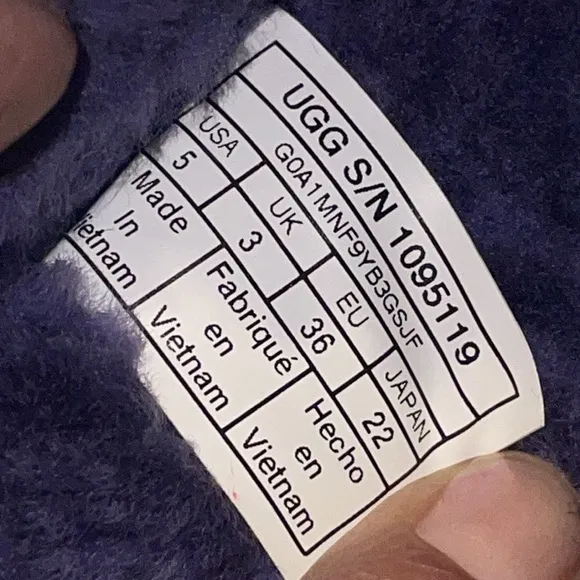 UGG S/N 1095119
G0A1MNF9YB3GSJF
USA UK EU JAPAN
5 3 36 22
Made In Vietnam
Fabriqué en Vietnam
Hecho en Vietnam